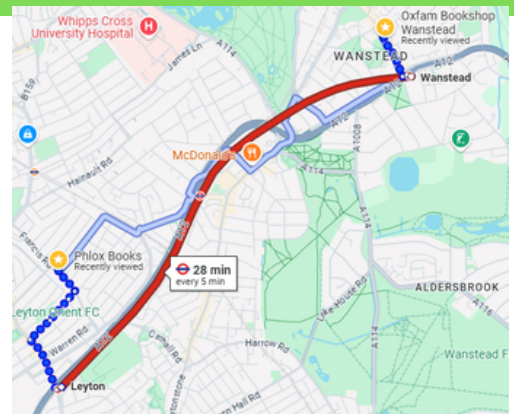 Whipps Cross
University Hospital
H
James Ln
A114
B159
Oxfam Bookshop
Wanstead
Recently viewed
WANSTEAD
A12
Wanstead
A12
A12
A1008
McDonald's
Hainault Rd
A114
Francis Rd
Phlox Books
Recently viewed
28 min
every 5 min
Leyton Orient FC
ALDERSBROOK
A116
Lake House Rd
A114
Warren Rd
Cathall Rd
Harrow Rd
Wanstead F
Leyton